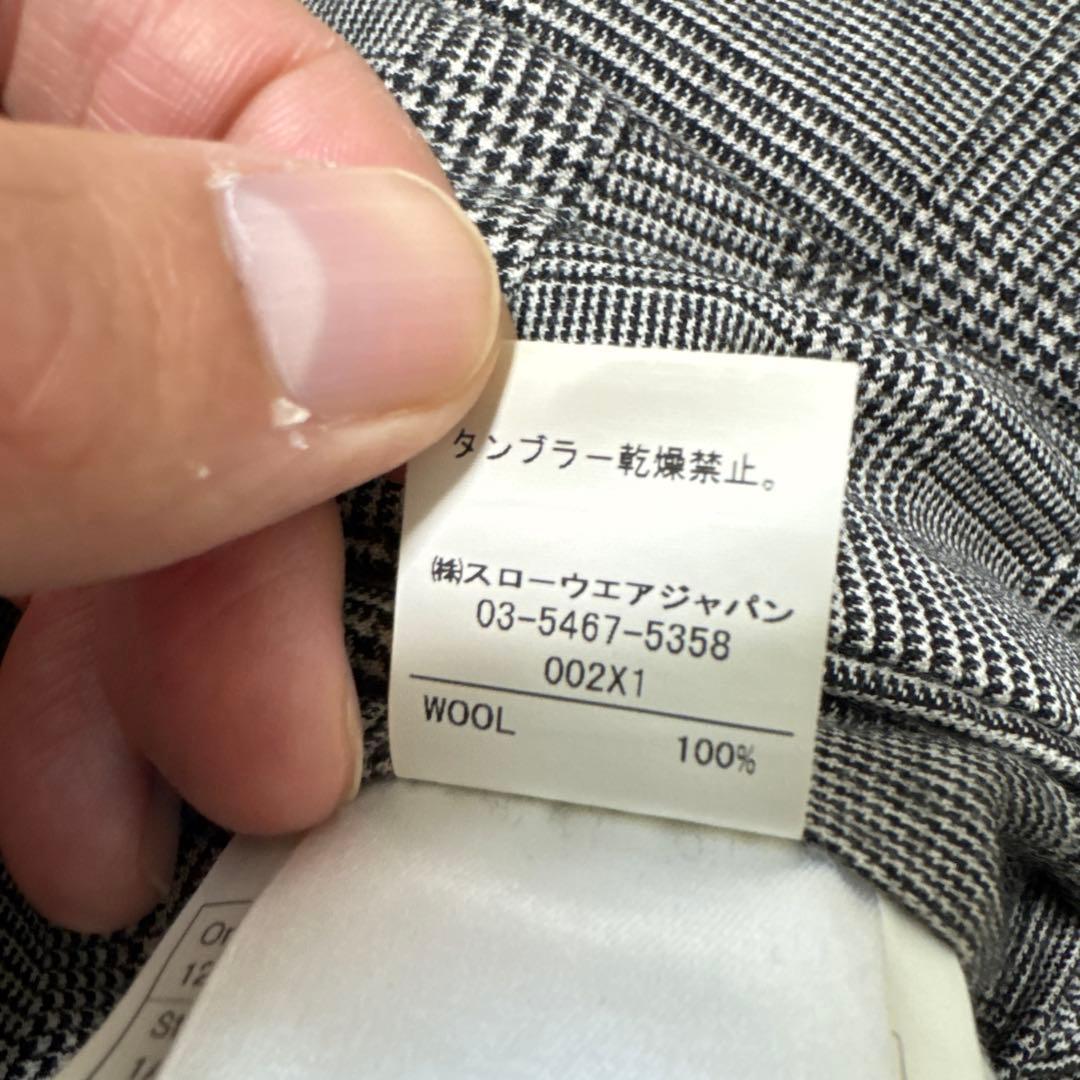 タンブラー乾燥禁止。
㈱スローウエアジャパン
03-5467-5358
002X1
WOOL 100%